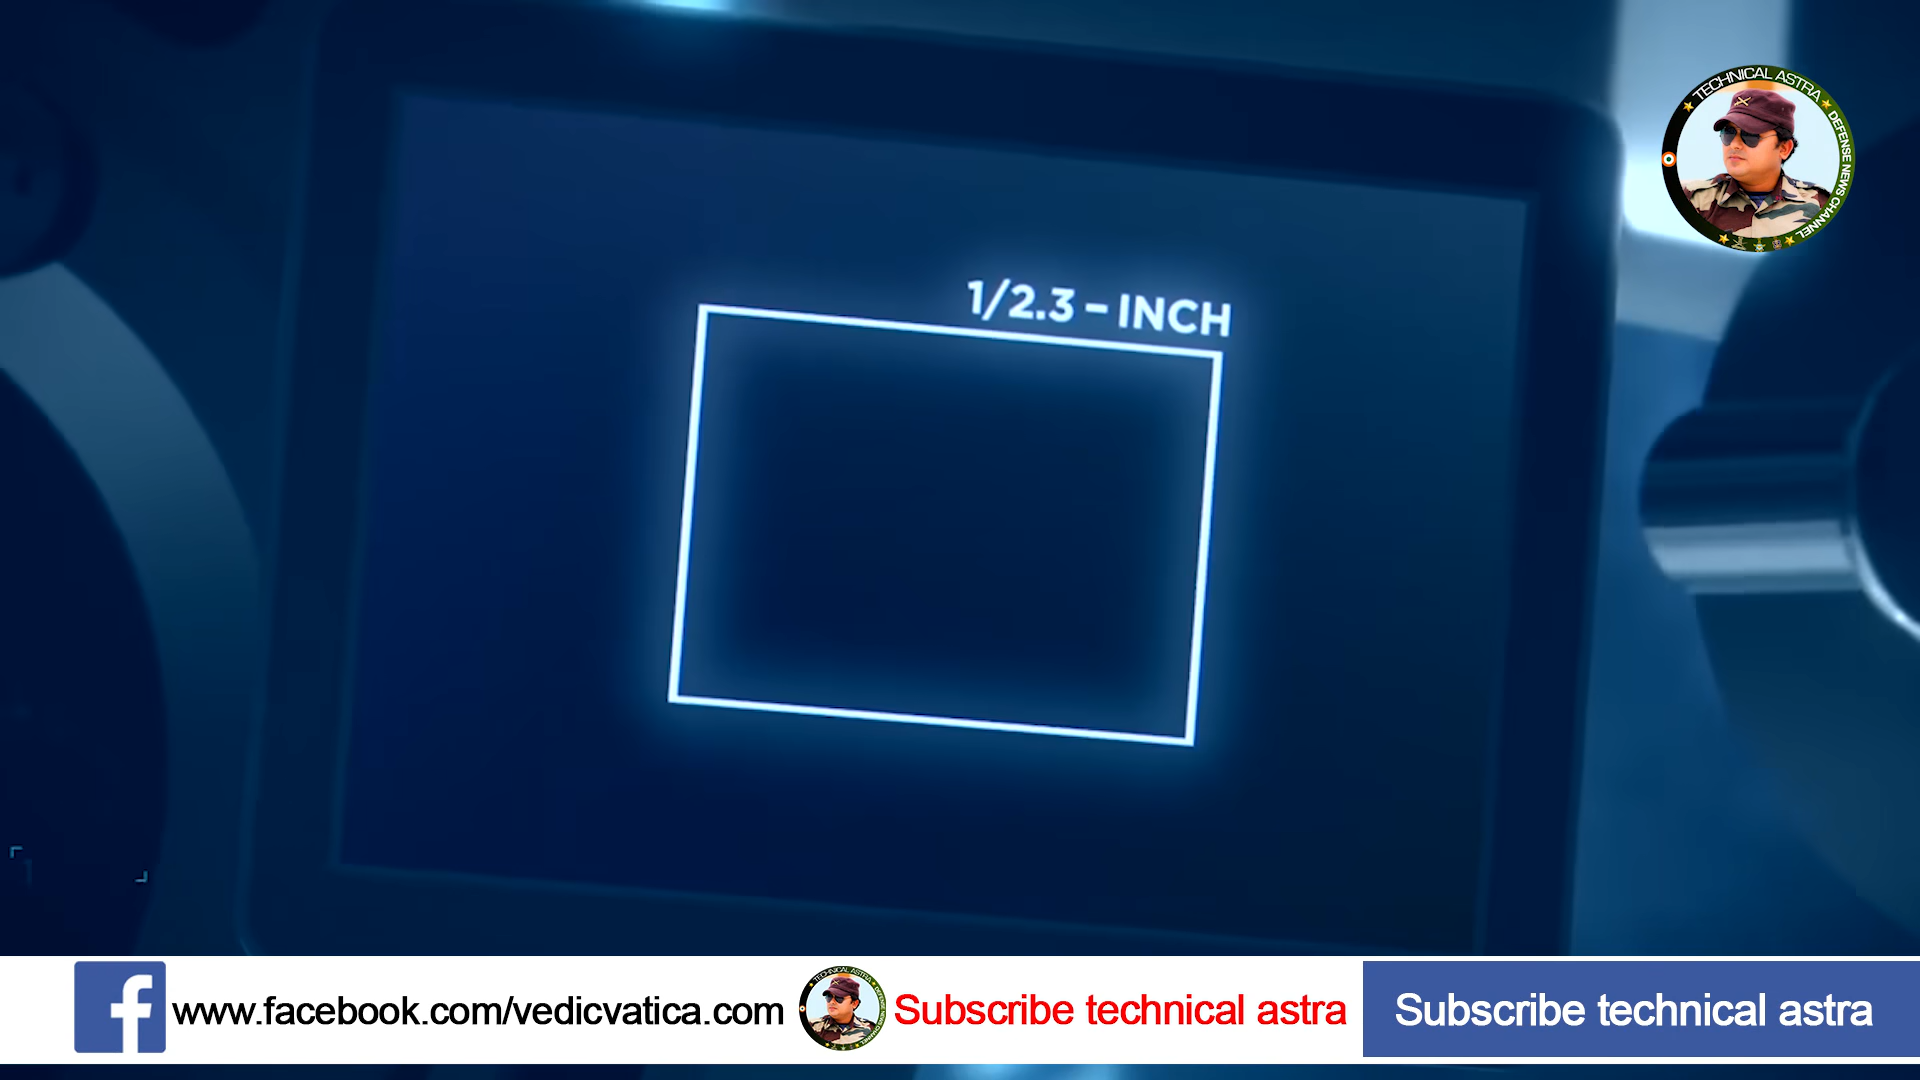 TECHNICAL ASTRA
DEFENSE NEWS CHANNEL
1/2.3 – INCH
www.facebook.com/vedicvatica.com
Subscribe technical astra
Subscribe technical astra